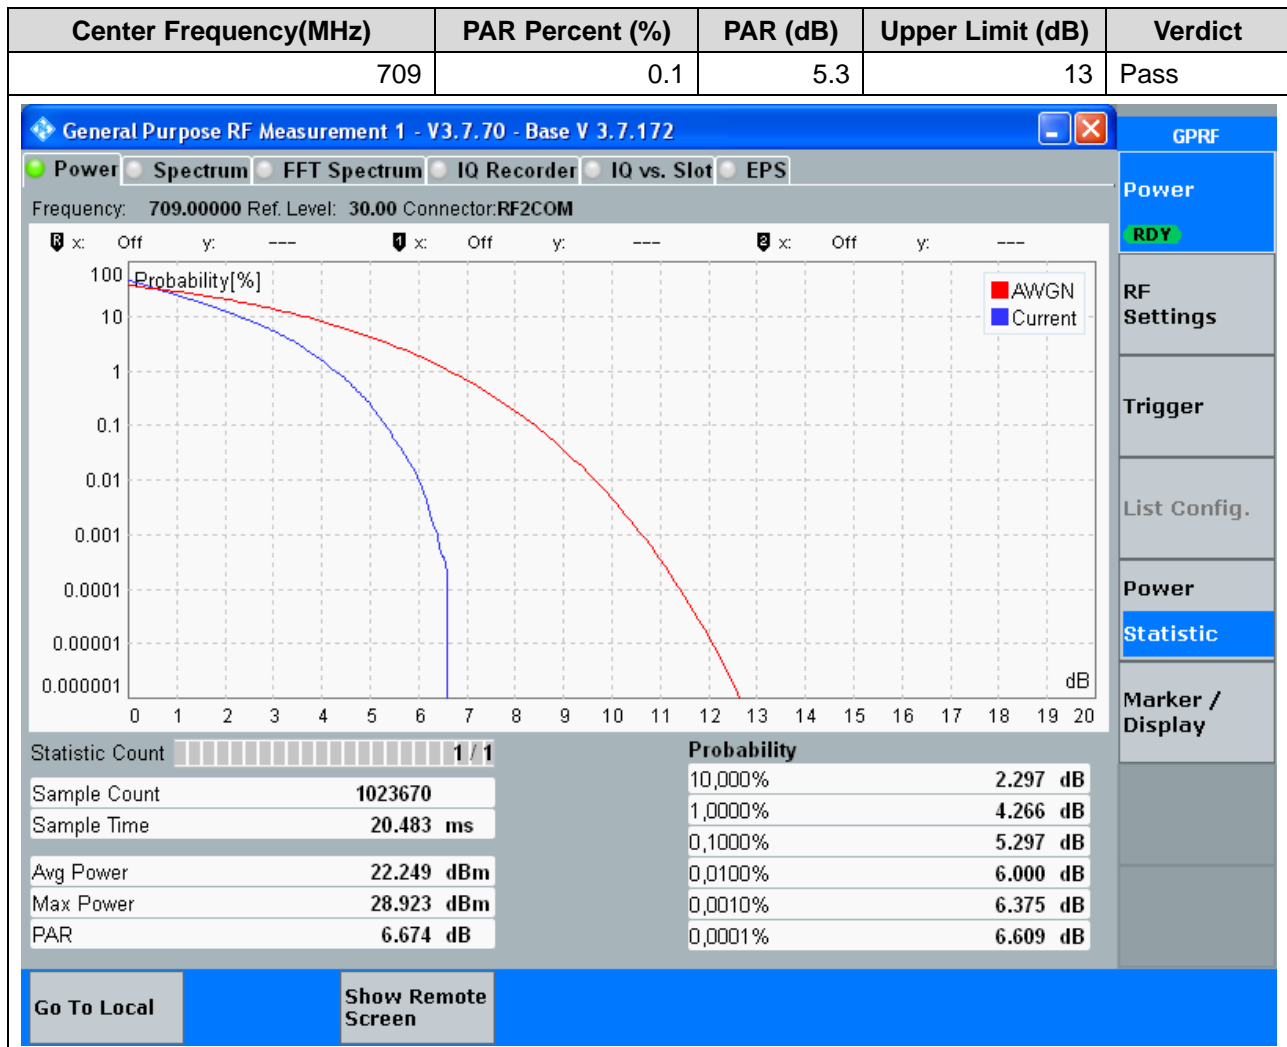 Center Frequency(MHz) PAR Percent (%) PAR (dB) Upper Limit (dB) Verdict
709 0.1 5.3 13 Pass
General Purpose RF Measurement 1 - V3.7.70 - Base V 3.7.172
GPRF
Power Spectrum FFT Spectrum IQ Recorder IQ vs. Slot EPS
Power
RDY
Frequency: 709.00000 Ref. Level: 30.00 Connector:RF2COM
R x: Off y: --- 1 x: Off y: --- 2 x: Off y: ---
Probability[%]
AWGN
Current
100
10
1
0.1
0.01
0.001
0.0001
0.00001
0.000001
dB
0 1 2 3 4 5 6 7 8 9 10 11 12 13 14 15 16 17 18 19 20
RF
Settings
Trigger
List Config.
Power
Statistic
Marker /
Display
Statistic Count 1 / 1
Sample Count 1023670
Sample Time 20.483 ms
Avg Power 22.249 dBm
Max Power 28.923 dBm
PAR 6.674 dB
Probability
10,000% 2.297 dB
1,0000% 4.266 dB
0,1000% 5.297 dB
0,0100% 6.000 dB
0,0010% 6.375 dB
0,0001% 6.609 dB
Go To Local
Show Remote
Screen